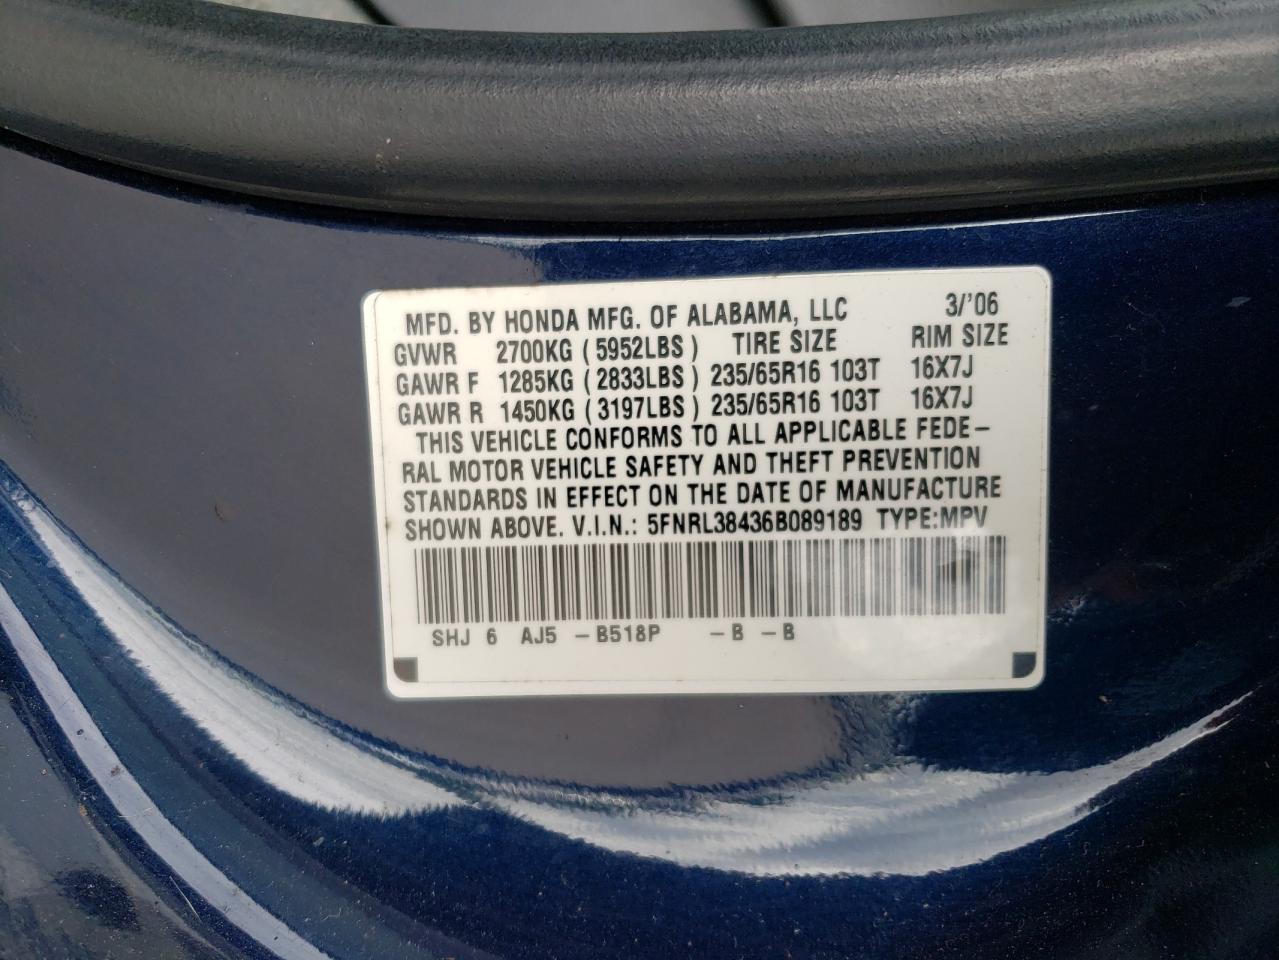 MFD. BY HONDA MFG. OF ALABAMA, LLC 3/'06
GVWR 2700KG (5952LBS) TIRE SIZE RIM SIZE
GAWR F 1285KG (2833LBS) 235/65R16 103T 16X7J
GAWR R 1450KG (3197LBS) 235/65R16 103T 16X7J
THIS VEHICLE CONFORMS TO ALL APPLICABLE FEDE-
RAL MOTOR VEHICLE SAFETY AND THEFT PREVENTION
STANDARDS IN EFFECT ON THE DATE OF MANUFACTURE
SHOWN ABOVE. V.I.N.: 5FNRL38436B089189 TYPE:MPV
SHJ 6 AJ5 -B518P -B -B